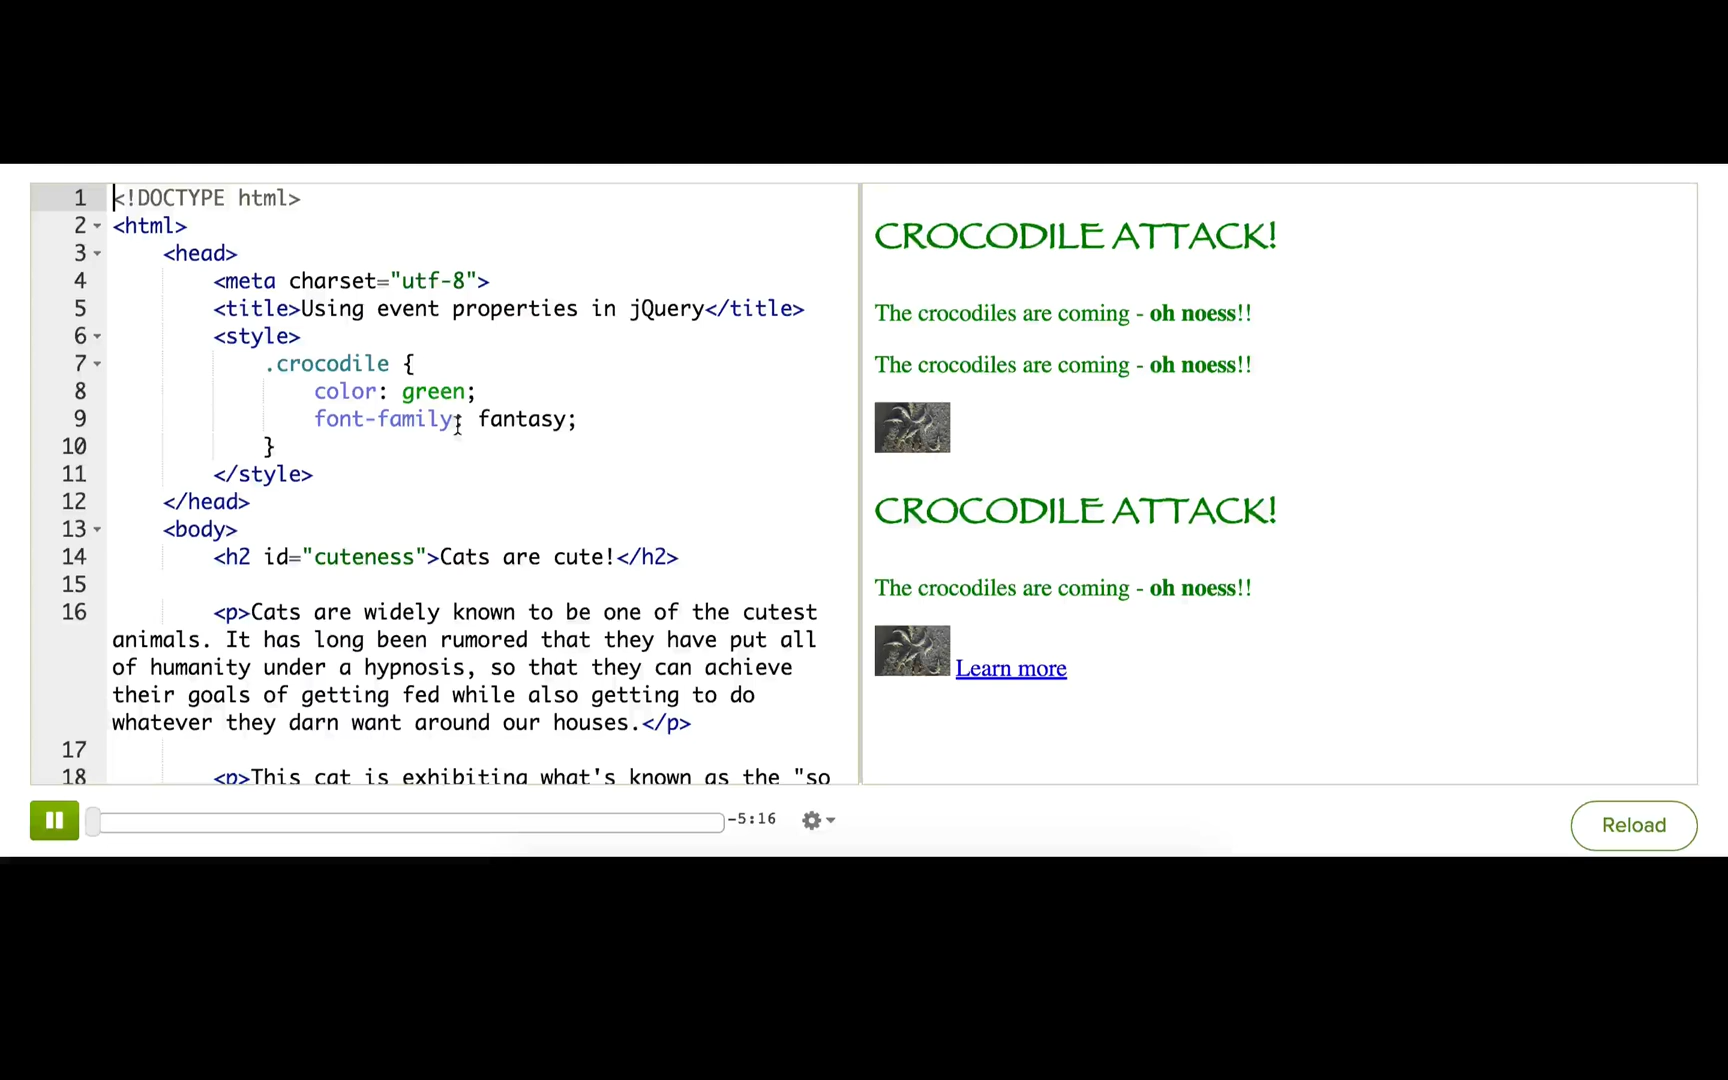 1 <!DOCTYPE html>
2 <html>
3 <head>
4 <meta charset="utf-8">
5 <title>Using event properties in jQuery</title>
6 <style>
7 .crocodile {
8 color: green;
9 font-family: fantasy;
10 }
11 </style>
12 </head>
13 <body>
14 <h2 id="cuteness">Cats are cute!</h2>
15
16 <p>Cats are widely known to be one of the cutest
animals. It has long been rumored that they have put all
of humanity under a hypnosis, so that they can achieve
their goals of getting fed while also getting to do
whatever they darn want around our houses.</p>
17
18 <p>This cat is exhibiting what's known as the "so
CROCODILE ATTACK!
The crocodiles are coming - oh noess!!
The crocodiles are coming - oh noess!!
CROCODILE ATTACK!
The crocodiles are coming - oh noess!!
Learn more
-5:16
Reload